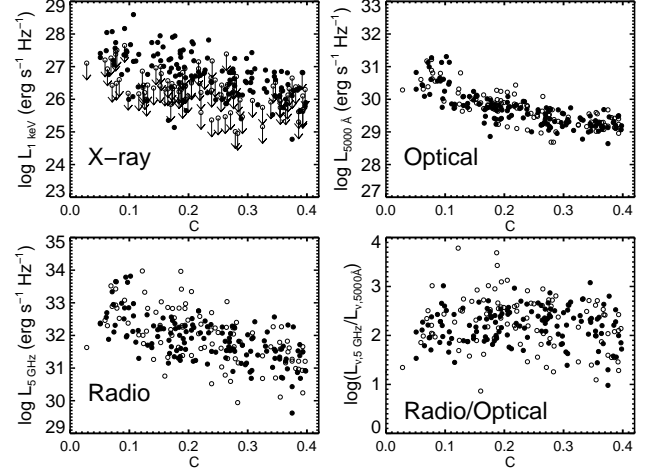 29
28
27
26
25
24
23
log L1 keV (erg s−1 Hz−1)
X−ray
0.0 0.1 0.2 0.3 0.4
C
33
32
31
30
29
28
27
log L5000 Å (erg s−1 Hz−1)
Optical
0.0 0.1 0.2 0.3 0.4
C
35
34
33
32
31
30
29
log L5 GHz (erg s−1 Hz−1)
Radio
0.0 0.1 0.2 0.3 0.4
C
4
3
2
1
0
log(Lν,5 GHz/Lν,5000Å)
Radio/Optical
0.0 0.1 0.2 0.3 0.4
C